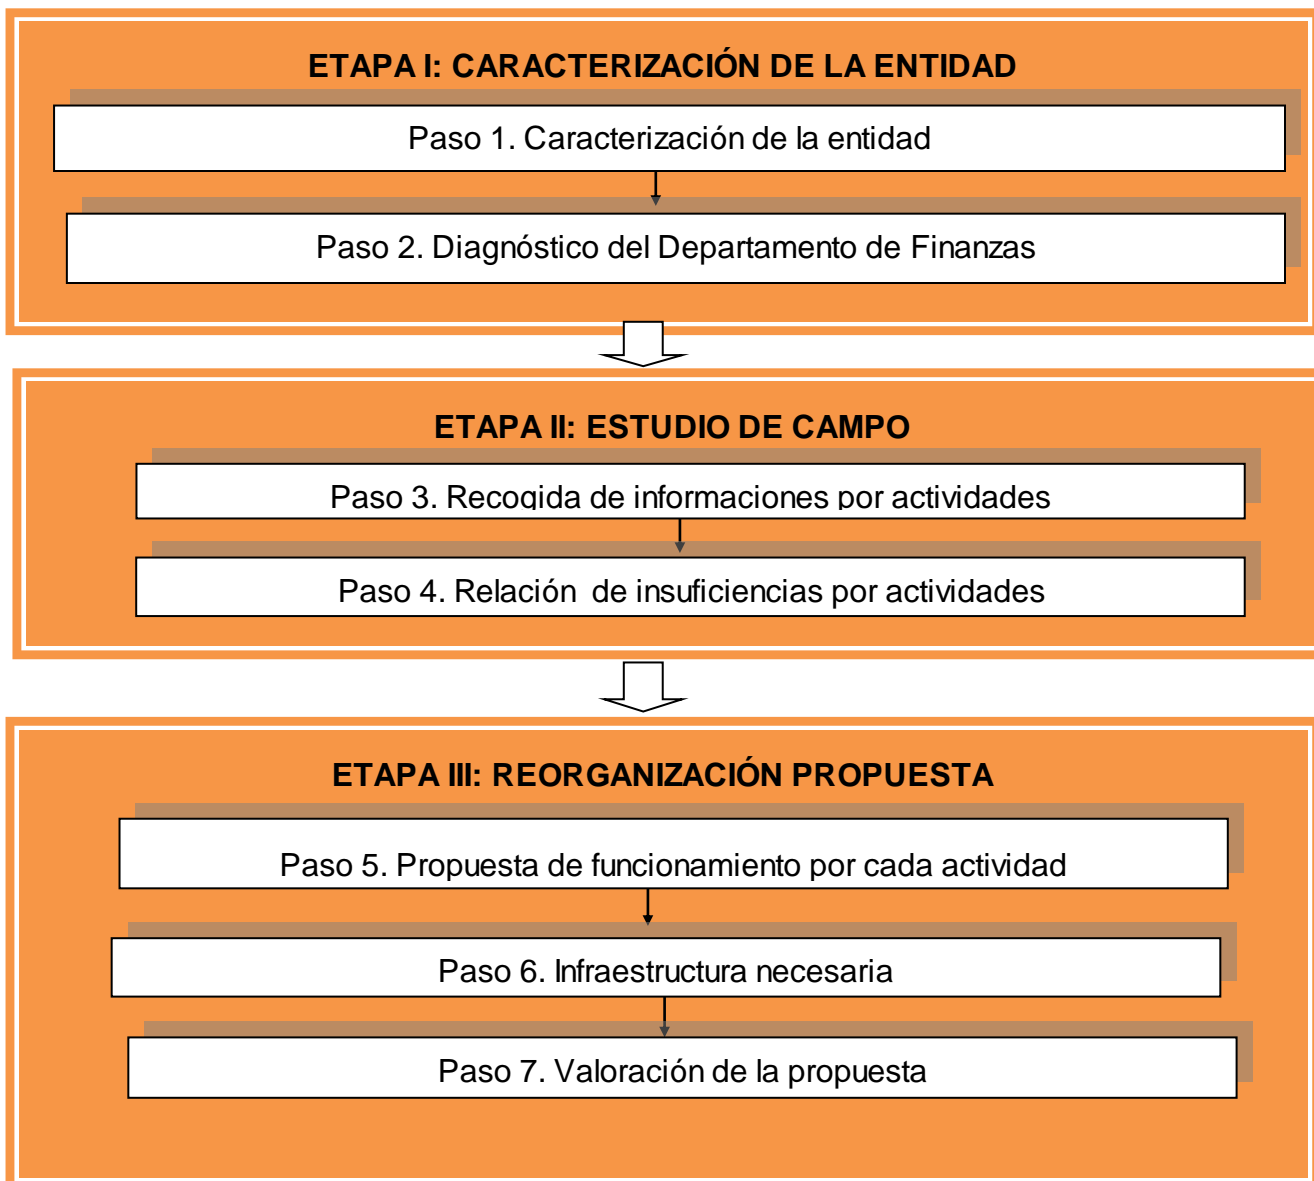 ETAPA I: CARACTERIZACIÓN DE LA ENTIDAD
Paso 1. Caracterización de la entidad
Paso 2. Diagnóstico del Departamento de Finanzas
ETAPA II: ESTUDIO DE CAMPO
Paso 3. Recogida de informaciones por actividades
Paso 4. Relación de insuficiencias por actividades
ETAPA III: REORGANIZACIÓN PROPUESTA
Paso 5. Propuesta de funcionamiento por cada actividad
Paso 6. Infraestructura necesaria
Paso 7. Valoración de la propuesta